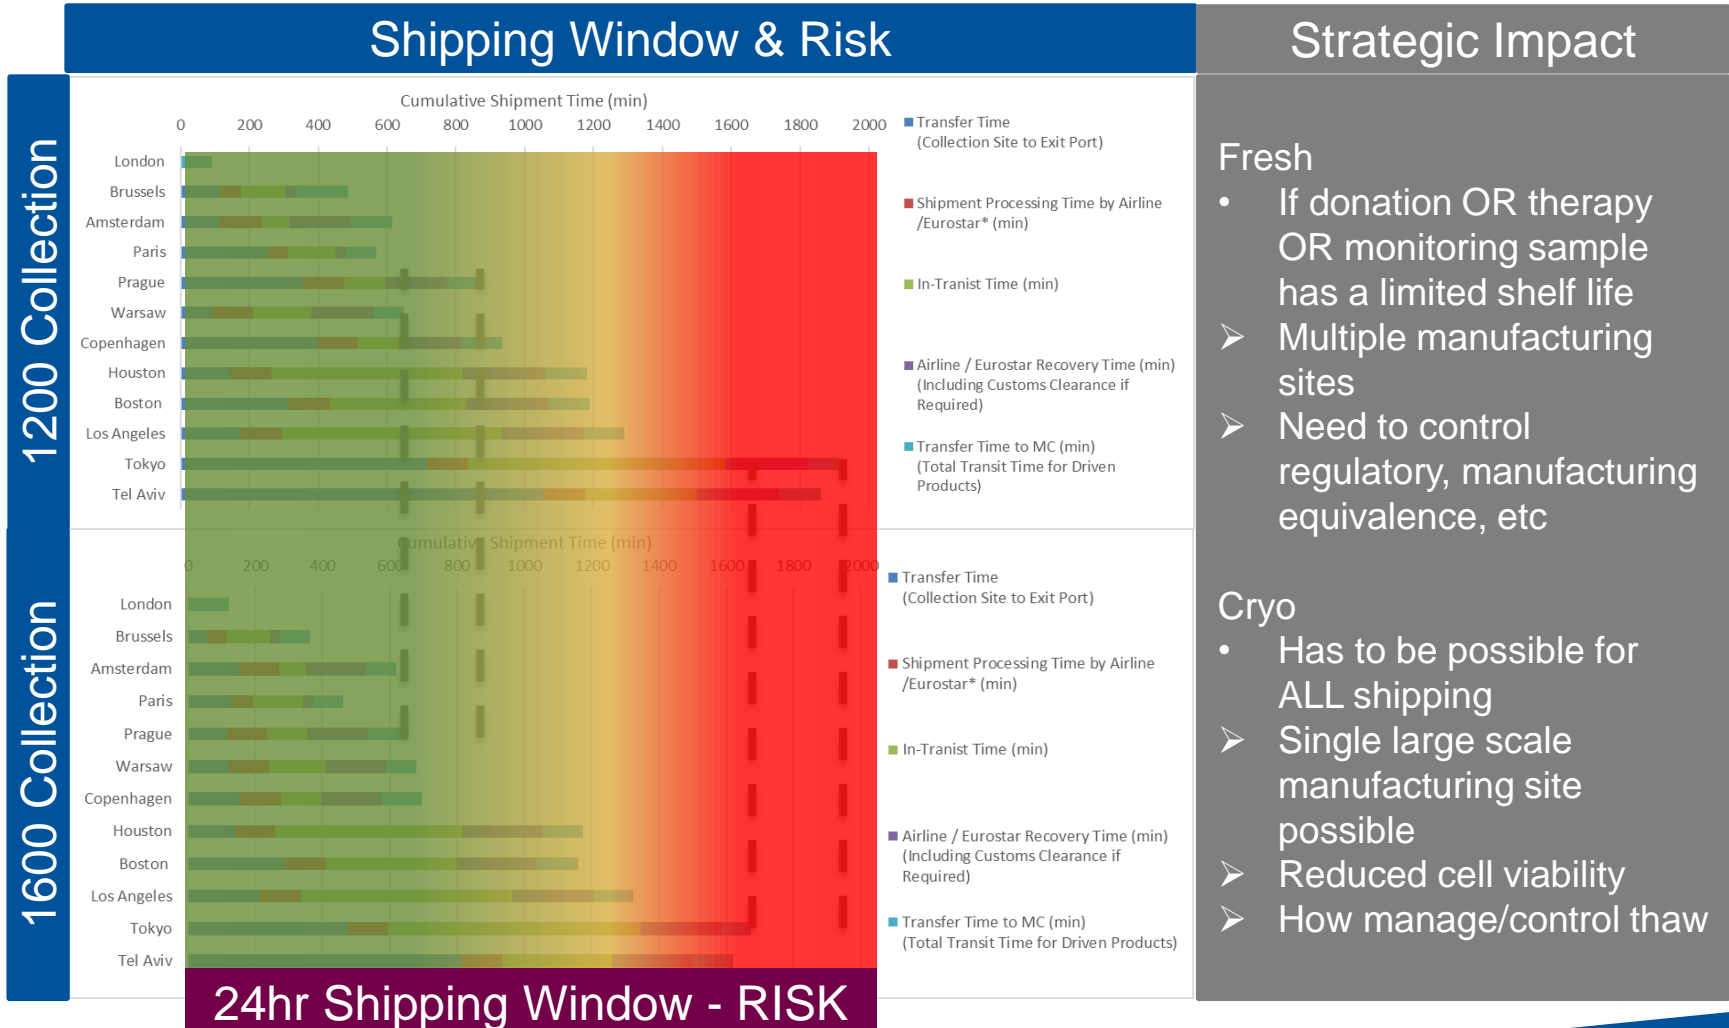 Shipping Window & Risk
Strategic Impact
1200 Collection
Cumulative Shipment Time (min)
0 200 400 600 800 1000 1200 1400 1600 1800 2000
London
Brussels
Amsterdam
Paris
Prague
Warsaw
Copenhagen
Houston
Boston
Los Angeles
Tokyo
Tel Aviv
Transfer Time
(Collection Site to Exit Port)
Shipment Processing Time by Airline
/Eurostar* (min)
In-Tranist Time (min)
Airline / Eurostar Recovery Time (min)
(Including Customs Clearance if
Required)
Transfer Time to MC (min)
(Total Transit Time for Driven
Products)
1600 Collection
Cumulative Shipment Time (min)
0 200 400 600 800 1000 1200 1400 1600 1800 2000
London
Brussels
Amsterdam
Paris
Prague
Warsaw
Copenhagen
Houston
Boston
Los Angeles
Tokyo
Tel Aviv
Transfer Time
(Collection Site to Exit Port)
Shipment Processing Time by Airline
/Eurostar* (min)
In-Tranist Time (min)
Airline / Eurostar Recovery Time (min)
(Including Customs Clearance if
Required)
Transfer Time to MC (min)
(Total Transit Time for Driven Products)
24hr Shipping Window - RISK
Fresh
• If donation OR therapy
OR monitoring sample
has a limited shelf life
➢ Multiple manufacturing
sites
➢ Need to control
regulatory, manufacturing
equivalence, etc
Cryo
• Has to be possible for
ALL shipping
➢ Single large scale
manufacturing site
possible
➢ Reduced cell viability
➢ How manage/control thaw